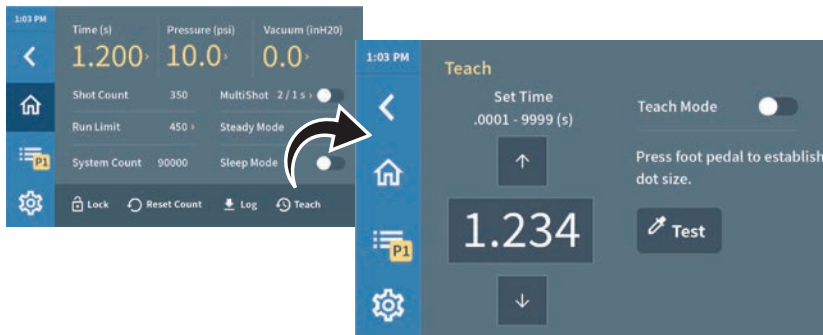 1:03 PM
Time (s) Pressure (psi) Vacuum (inH20)
1.200 › 10.0 › 0.0 ›
Shot Count 350 MultiShot 2 / 1 s ›
Run Limit 450 › Steady Mode
P1
System Count 90000 Sleep Mode
Lock Reset Count Log Teach
1:03 PM
Teach
Set Time
.0001 - 9999 (s)
Teach Mode
↑
Press foot pedal to establish
dot size.
1.234
Test
P1
↓